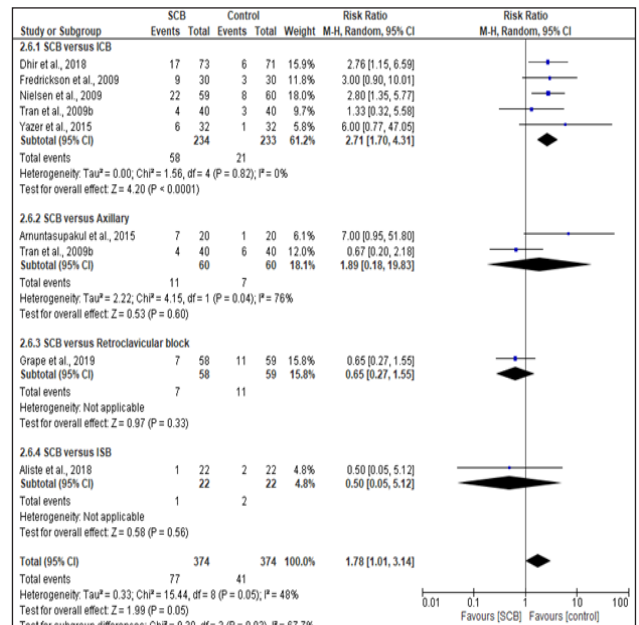 SCB Control Risk Ratio Risk Ratio
Study or Subgroup Events Total Events Total Weight M-H, Random, 95% CI M-H, Random, 95% CI
2.6.1 SCB versus ICB
Dhir et al., 2018 17 73 6 71 15.9% 2.76 [1.15, 6.59]
Fredrickson et al., 2009 9 30 3 30 11.8% 3.00 [0.90, 10.01]
Nielsen et al., 2009 22 59 8 60 18.1% 2.80 [1.35, 5.77]
Tran et al., 2009b 4 40 3 40 9.7% 1.33 [0.32, 5.58]
Yazer et al., 2015 6 32 1 32 5.8% 6.00 [0.77, 47.05]
Subtotal (95% CI) 234 233 61.2% 2.71 [1.70, 4.31]
Total events 58 21
Heterogeneity: Tau² = 0.00; Chi² = 1.56, df = 4 (P = 0.82); I² = 0%
Test for overall effect: Z = 4.20 (P < 0.0001)
2.6.2 SCB versus Axillary
Arnuntasupakul et al., 2015 7 20 1 20 6.1% 7.00 [0.95, 51.80]
Tran et al., 2009b 4 40 6 40 12.0% 0.67 [0.20, 2.18]
Subtotal (95% CI) 60 60 18.1% 1.89 [0.18, 19.83]
Total events 11 7
Heterogeneity: Tau² = 2.22; Chi² = 4.15, df = 1 (P = 0.04); I² = 76%
Test for overall effect: Z = 0.53 (P = 0.60)
2.6.3 SCB versus Retroclavicular block
Grape et al., 2019 7 58 11 59 15.8% 0.65 [0.27, 1.55]
Subtotal (95% CI) 58 59 15.8% 0.65 [0.27, 1.55]
Total events 7 11
Heterogeneity: Not applicable
Test for overall effect: Z = 0.97 (P = 0.33)
2.6.4 SCB versus ISB
Aliste et al., 2018 1 22 2 22 4.8% 0.50 [0.05, 5.12]
Subtotal (95% CI) 22 22 4.8% 0.50 [0.05, 5.12]
Total events 1 2
Heterogeneity: Not applicable
Test for overall effect: Z = 0.58 (P = 0.56)
Total (95% CI) 374 374 100.0% 1.78 [1.01, 3.14]
Total events 77 41
Heterogeneity: Tau² = 0.33; Chi² = 15.44, df = 8 (P = 0.05); I² = 48%
0.01 0.1 1 10 100
Test for overall effect: Z = 1.99 (P = 0.05)
Favours [SCB] Favours [control]